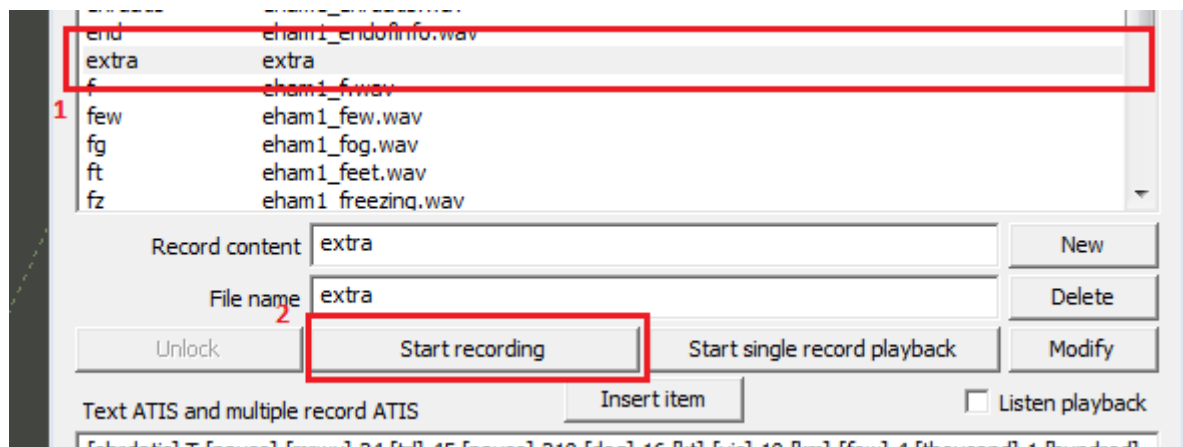 end eham1_endofinfo.wav
extra extra
f eham1_f.wav
1
few eham1_few.wav
fg eham1_fog.wav
ft eham1_feet.wav
fz eham1_freezing.wav
Record content extra New
File name extra Delete
2
Unlock Start recording Start single record playback Modify
Text ATIS and multiple record ATIS Insert item Listen playback